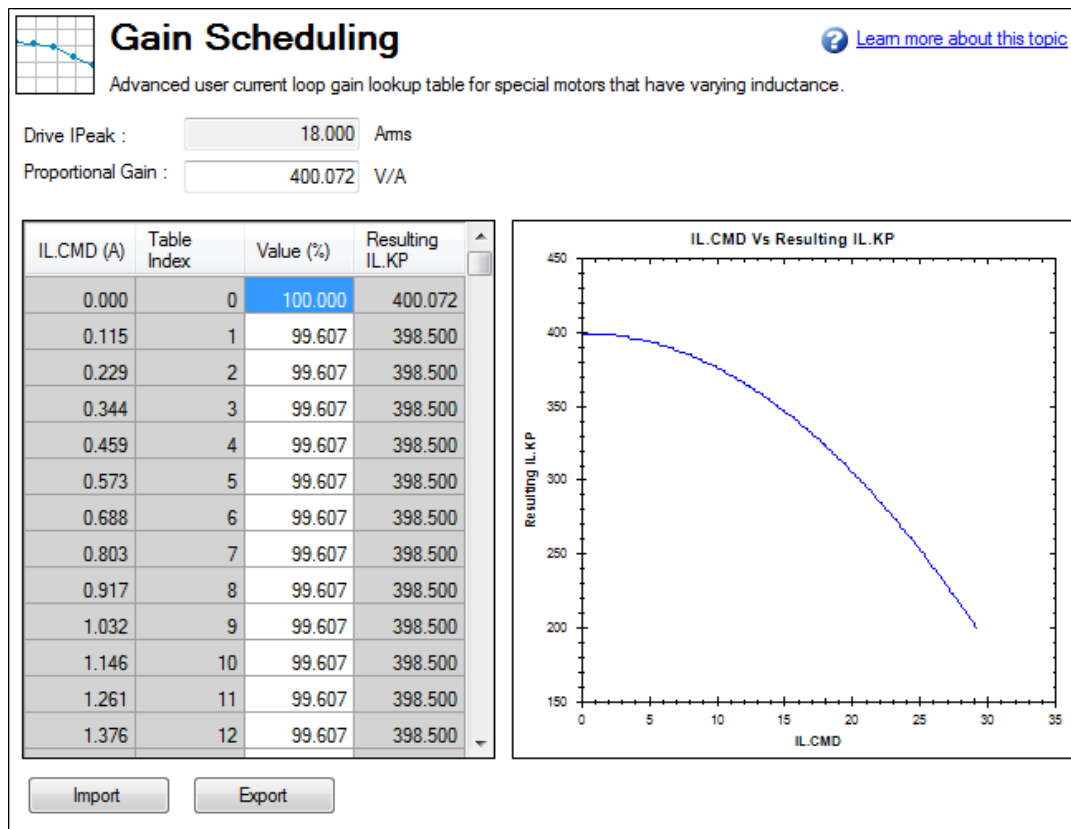 Gain Scheduling
Learn more about this topic
Advanced user current loop gain lookup table for special motors that have varying inductance.
Drive IPeak : 18.000 Arms
Proportional Gain : 400.072 V/A
IL.CMD (A) Table Index Value (%) Resulting IL.KP
0.000 0 100.000 400.072
0.115 1 99.607 398.500
0.229 2 99.607 398.500
0.344 3 99.607 398.500
0.459 4 99.607 398.500
0.573 5 99.607 398.500
0.688 6 99.607 398.500
0.803 7 99.607 398.500
0.917 8 99.607 398.500
1.032 9 99.607 398.500
1.146 10 99.607 398.500
1.261 11 99.607 398.500
1.376 12 99.607 398.500
IL.CMD Vs Resulting IL.KP
Resulting IL.KP
450
400
350
300
250
200
150
0 5 10 15 20 25 30 35
IL.CMD
Import Export